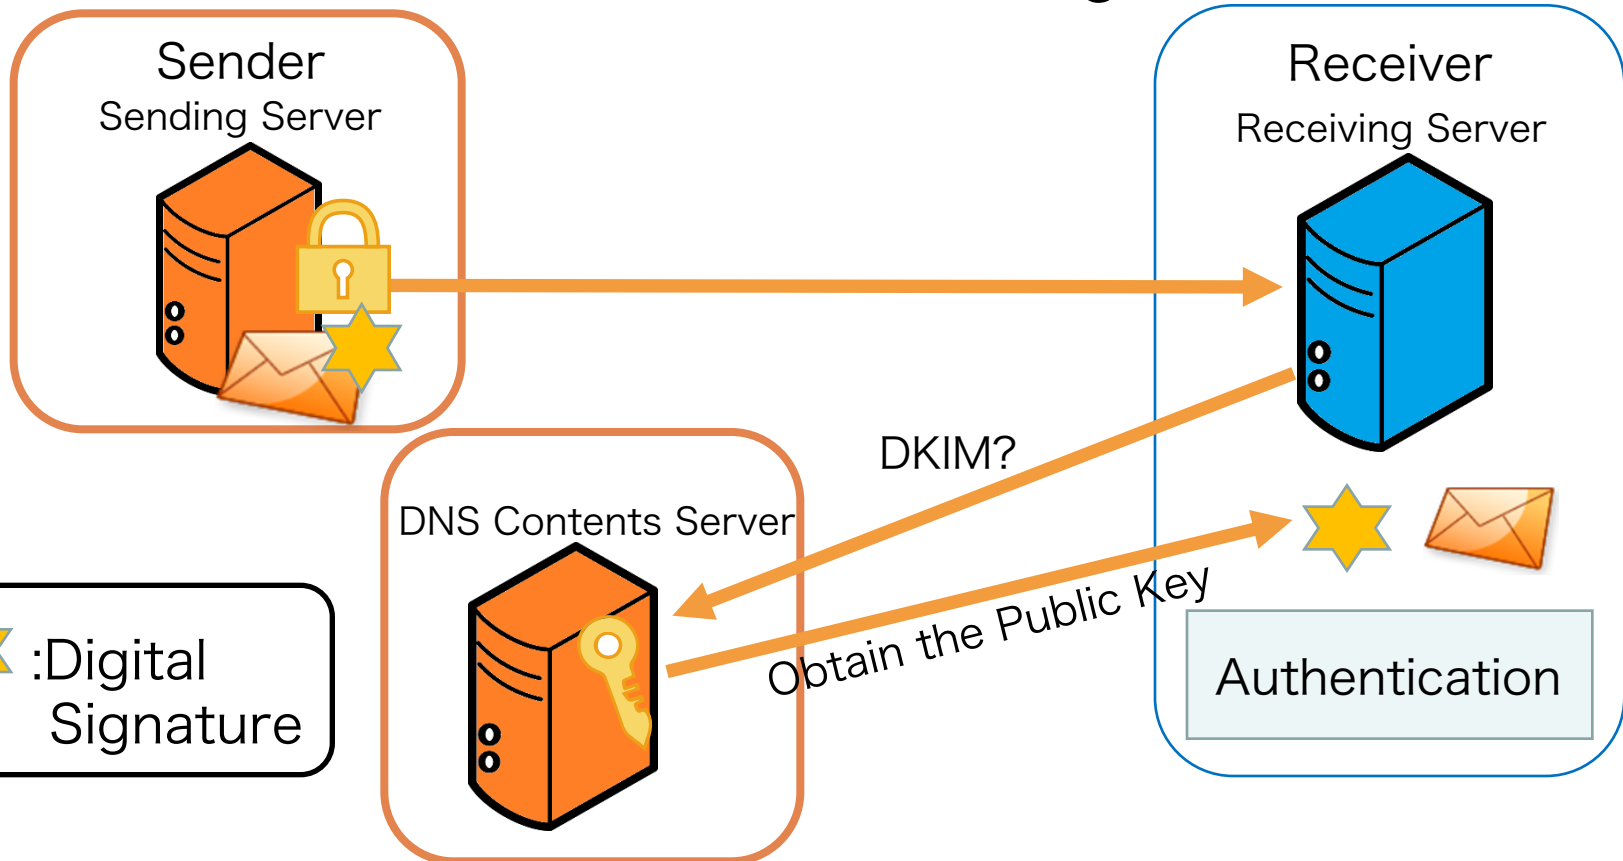 Sender
Sending Server
Receiver
Receiving Server
DKIM?
DNS Contents Server
Obtain the Public Key
:Digital
Signature
Authentication